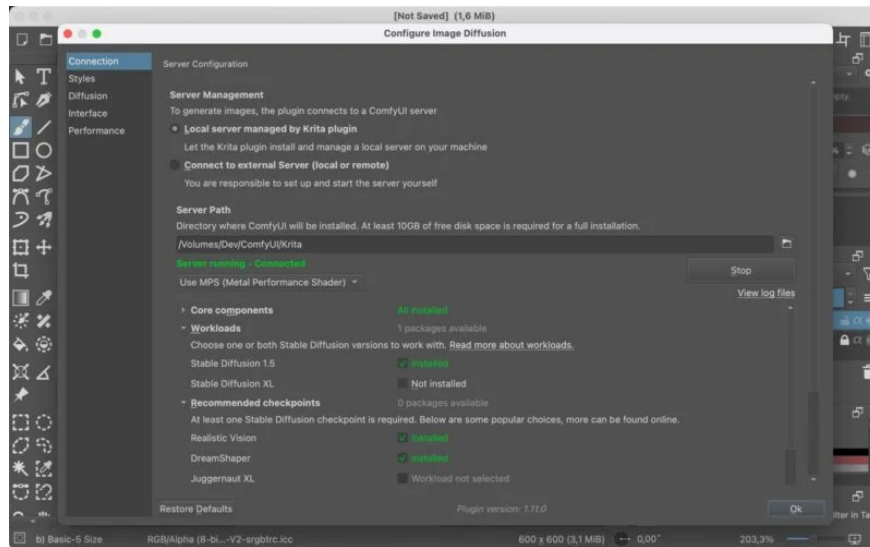 [Not Saved] (1,6 MiB)
Configure Image Diffusion
Connection
Styles
Diffusion
Interface
Performance
Server Configuration
Server Management
To generate images, the plugin connects to a ComfyUI server
Local server managed by Krita plugin
Let the Krita plugin install and manage a local server on your machine
Connect to external Server (local or remote)
You are responsible to set up and start the server yourself
Server Path
Directory where ComfyUI will be installed. At least 10GB of free disk space is required for a full installation.
/Volumes/Dev/ComfyUI/Krita
Server running - Connected
Stop
Use MPS (Metal Performance Shader)
View log files
Core components All installed
Workloads 1 packages available
Choose one or both Stable Diffusion versions to work with. Read more about workloads.
Stable Diffusion 1.5 Installed
Stable Diffusion XL Not installed
Recommended checkpoints 0 packages available
At least one Stable Diffusion checkpoint is required. Below are some popular choices, more can be found online.
Realistic Vision Installed
DreamShaper Installed
Juggernaut XL Workload not selected
Restore Defaults Plugin version: 1.11.0 Ok
ilter in Ta
b) Basic-5 Size RGB/Alpha (8-bi...-V2-srgbtrc.icc 600 x 600 (3,1 MiB) 0,00° 203,3%